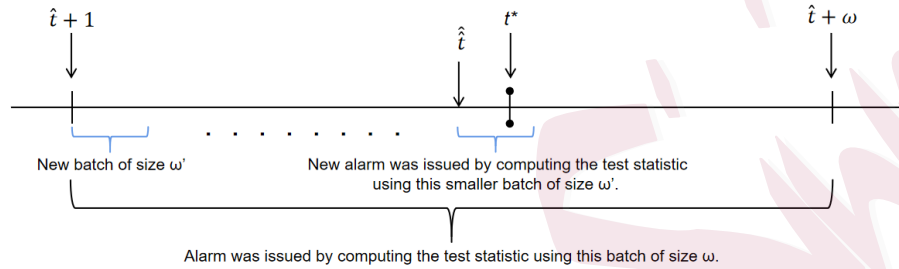 t̂ + 1
t̂̂
t*
t̂ + ω
. . . . . . . .
New batch of size ω'
New alarm was issued by computing the test statistic
using this smaller batch of size ω'.
Alarm was issued by computing the test statistic using this batch of size ω.